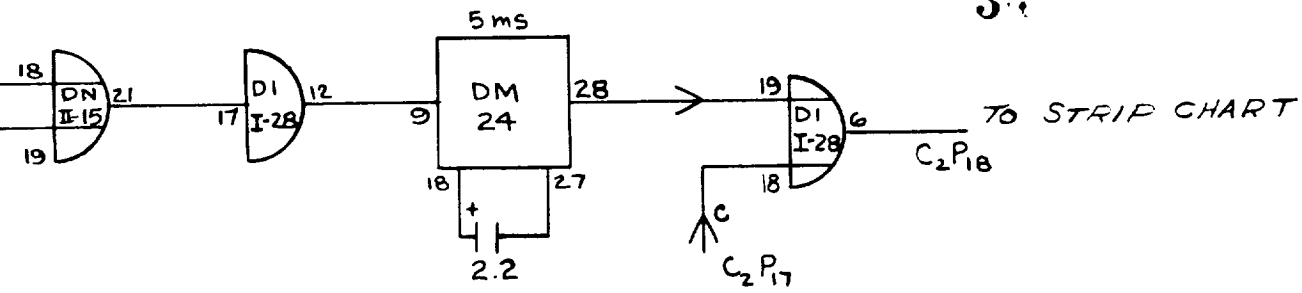 5 ms
18
DN
II-15
21
19
17
DI
I-28
12
9
DM
24
28
18
27
+
2.2
19
DI
I-28
6
18
C
C₂P₁₇
C₂P₁₈
TO STRIP CHART